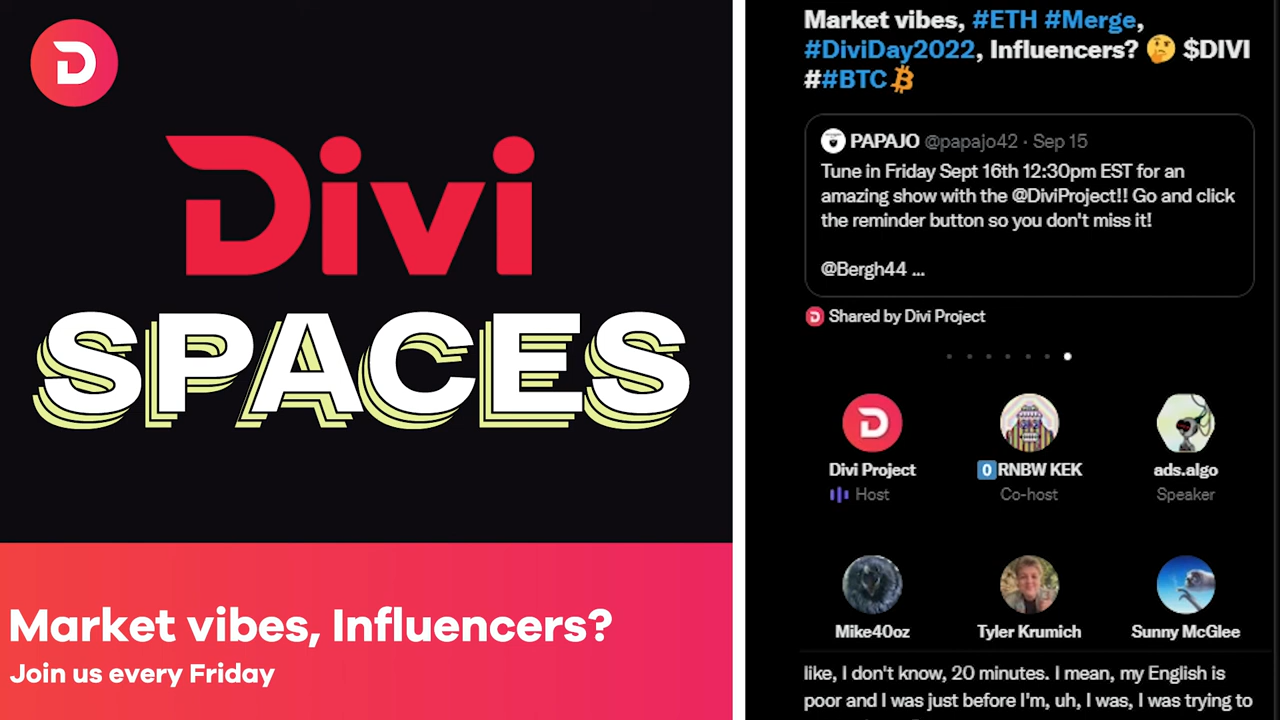 Divi
SPACES
Market vibes, Influencers?
Join us every Friday
Market vibes, #ETH #Merge,
#DiviDay2022, Influencers? 🤔 $DIVI
##BTC₿
PAPAJO @papajo42 · Sep 15
Tune in Friday Sept 16th 12:30pm EST for an
amazing show with the @DiviProject!! Go and click
the reminder button so you don't miss it!
@Bergh44 ...
Shared by Divi Project
Divi Project
Host
0 RNBW KEK
Co-host
ads.algo
Speaker
Mike40oz
Tyler Krumich
Sunny McGlee
like, I don't know, 20 minutes. I mean, my English is
poor and I was just before I'm, uh, I was, I was trying to